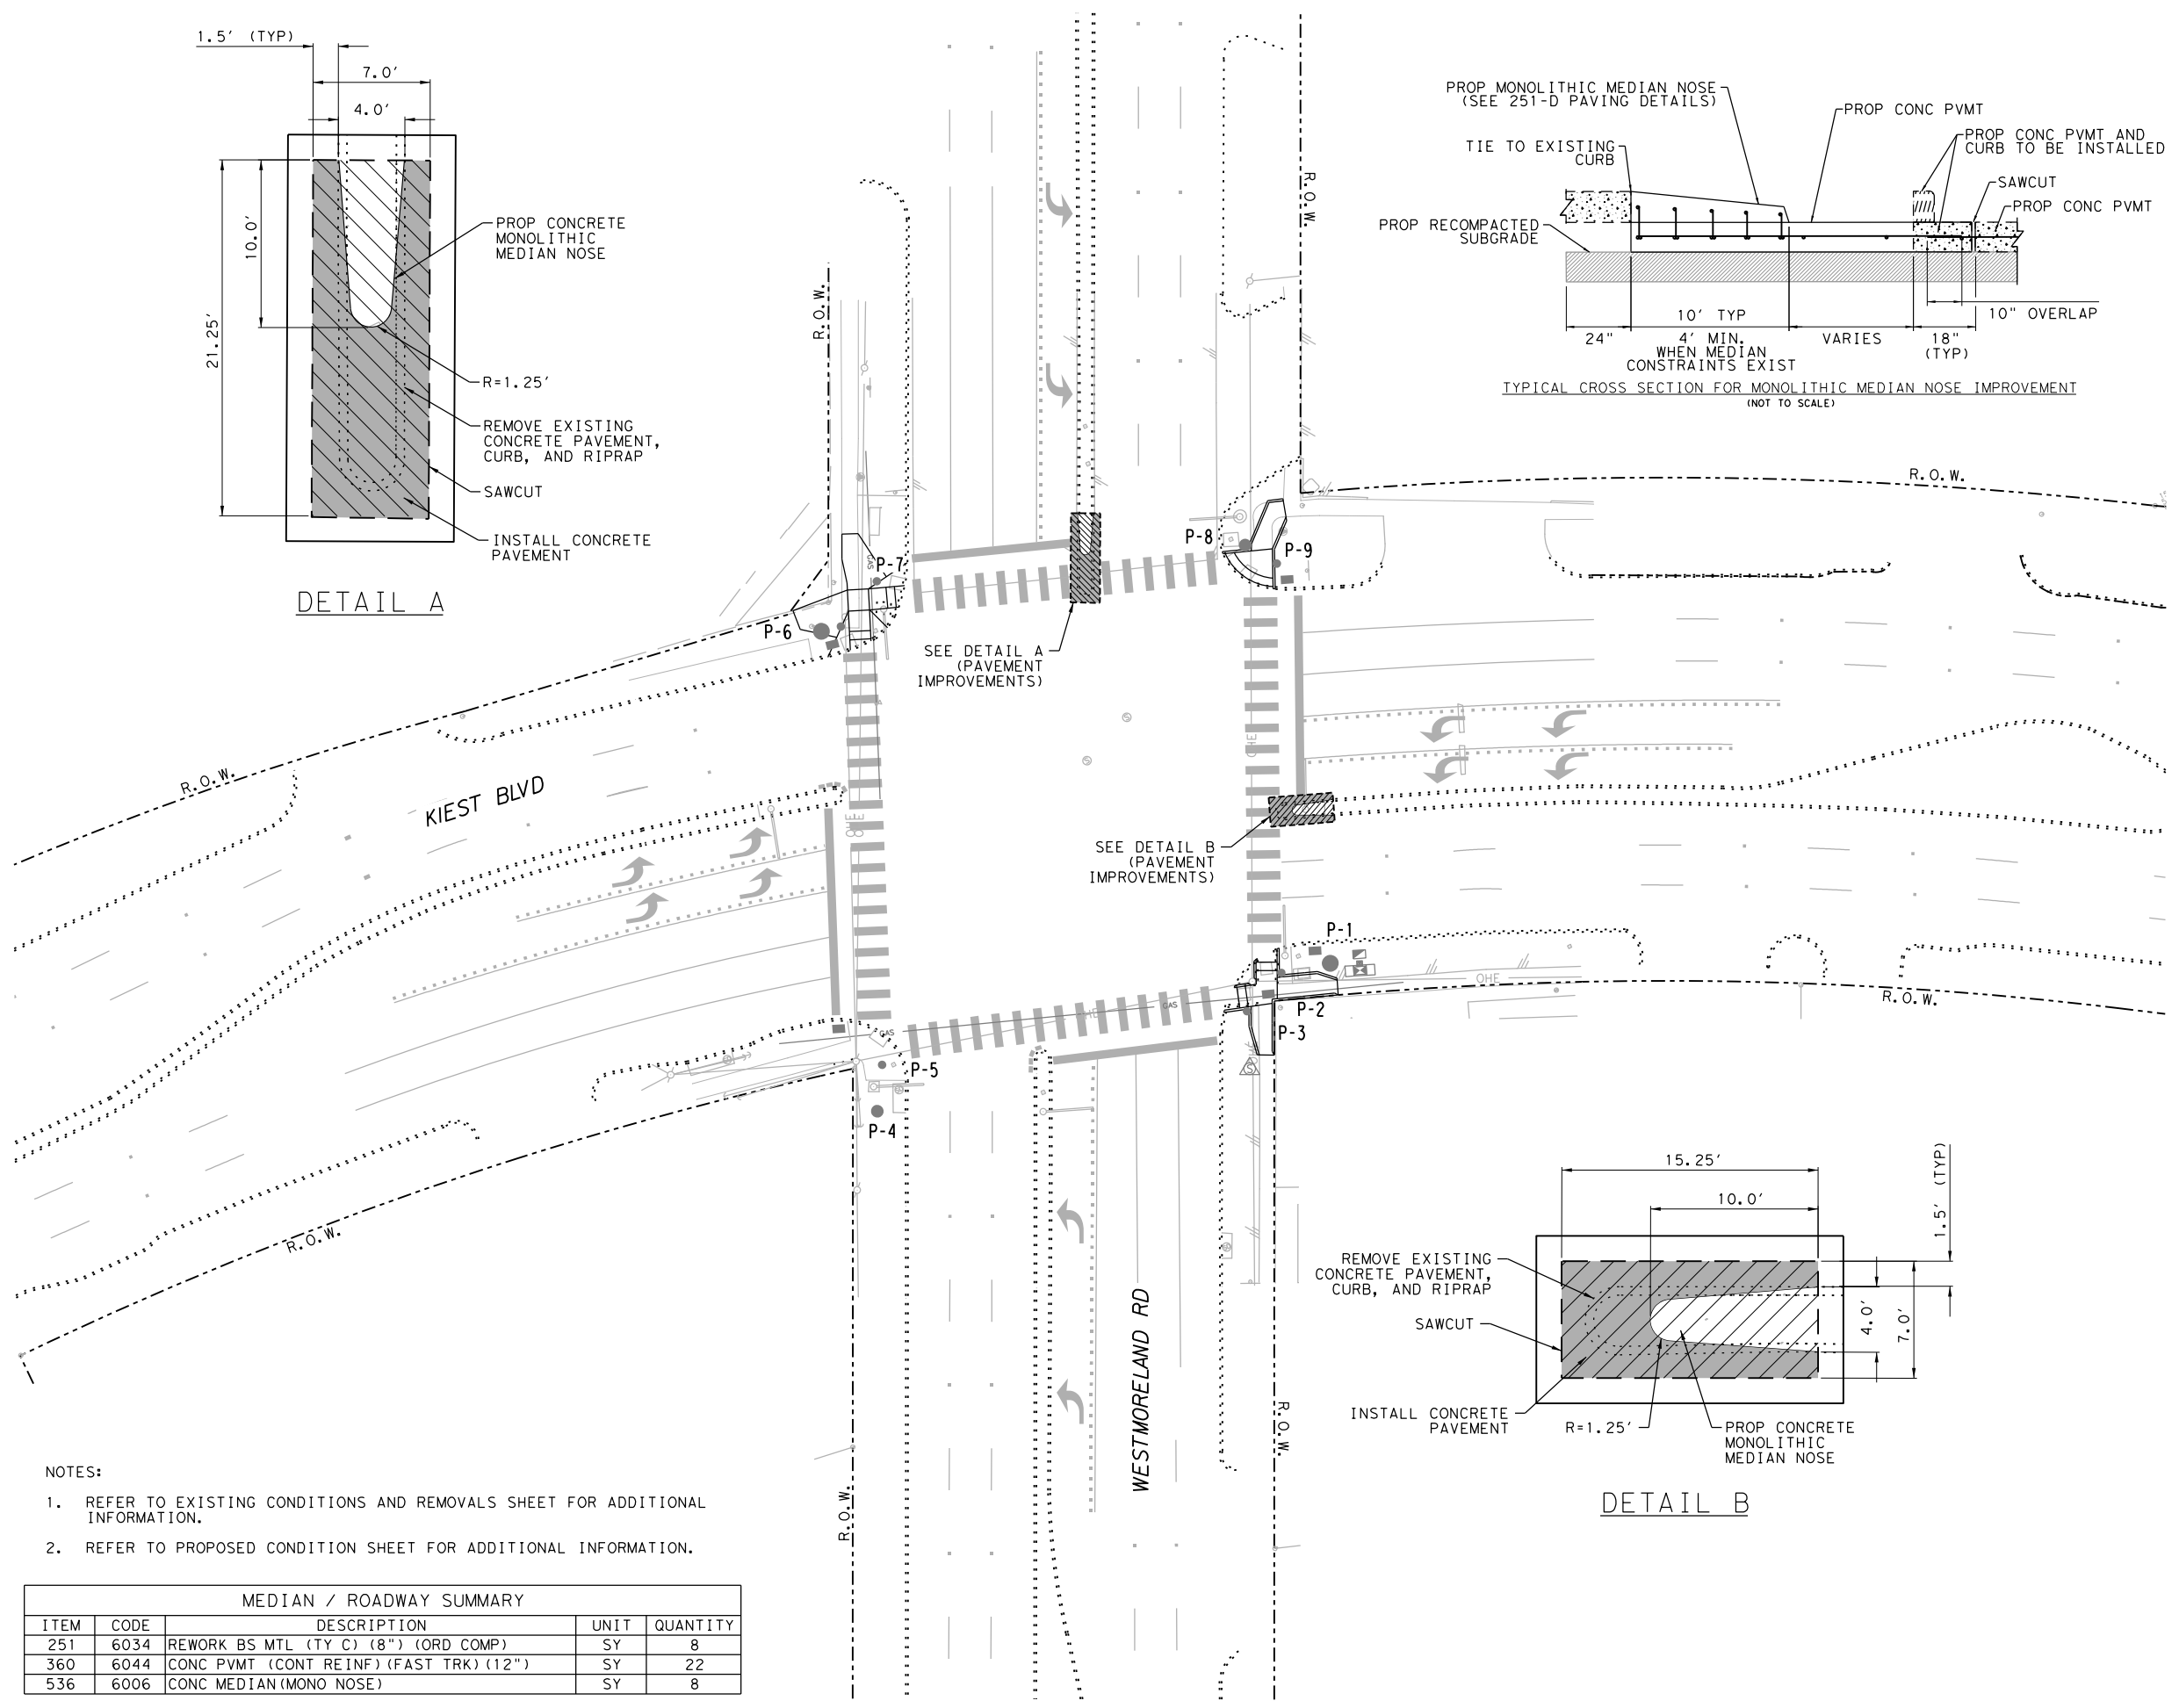 1.5' (TYP)
7.0'
4.0'
10.0'
21.25'
PROP CONCRETE
MONOLITHIC
MEDIAN NOSE
R=1.25'
REMOVE EXISTING
CONCRETE PAVEMENT,
CURB, AND RIPRAP
SAWCUT
INSTALL CONCRETE
PAVEMENT
DETAIL A
PROP MONOLITHIC MEDIAN NOSE
(SEE 251-D PAVING DETAILS)
PROP CONC PVMT
PROP CONC PVMT AND
CURB TO BE INSTALLED
TIE TO EXISTING
CURB
SAWCUT
PROP CONC PVMT
PROP RECOMPACTED
SUBGRADE
10" OVERLAP
24"
10' TYP
4' MIN.
WHEN MEDIAN
CONSTRAINTS EXIST
VARIES
18"
(TYP)
TYPICAL CROSS SECTION FOR MONOLITHIC MEDIAN NOSE IMPROVEMENT
(NOT TO SCALE)
R.O.W.
R.O.W.
R.O.W.
P-8
P-9
P-7
GAS
P-6
SEE DETAIL A
(PAVEMENT
IMPROVEMENTS)
R.O.W.
KIEST BLVD
OHE
OHE
SEE DETAIL B
(PAVEMENT
IMPROVEMENTS)
P-1
OHE
R.O.W.
P-2
P-3
GAS
GAS
P-5
P-4
S
S
S
R.O.W.
WESTMORELAND RD
R.O.W.
R.O.W.
15.25'
10.0'
1.5' (TYP)
4.0'
7.0'
REMOVE EXISTING
CONCRETE PAVEMENT,
CURB, AND RIPRAP
SAWCUT
INSTALL CONCRETE
PAVEMENT
R=1.25'
PROP CONCRETE
MONOLITHIC
MEDIAN NOSE
DETAIL B
NOTES:
1. REFER TO EXISTING CONDITIONS AND REMOVALS SHEET FOR ADDITIONAL
INFORMATION.
2. REFER TO PROPOSED CONDITION SHEET FOR ADDITIONAL INFORMATION.
MEDIAN / ROADWAY SUMMARY
ITEM CODE DESCRIPTION UNIT QUANTITY
251 6034 REWORK BS MTL (TY C) (8") (ORD COMP) SY 8
360 6044 CONC PVMT (CONT REINF)(FAST TRK)(12") SY 22
536 6006 CONC MEDIAN(MONO NOSE) SY 8